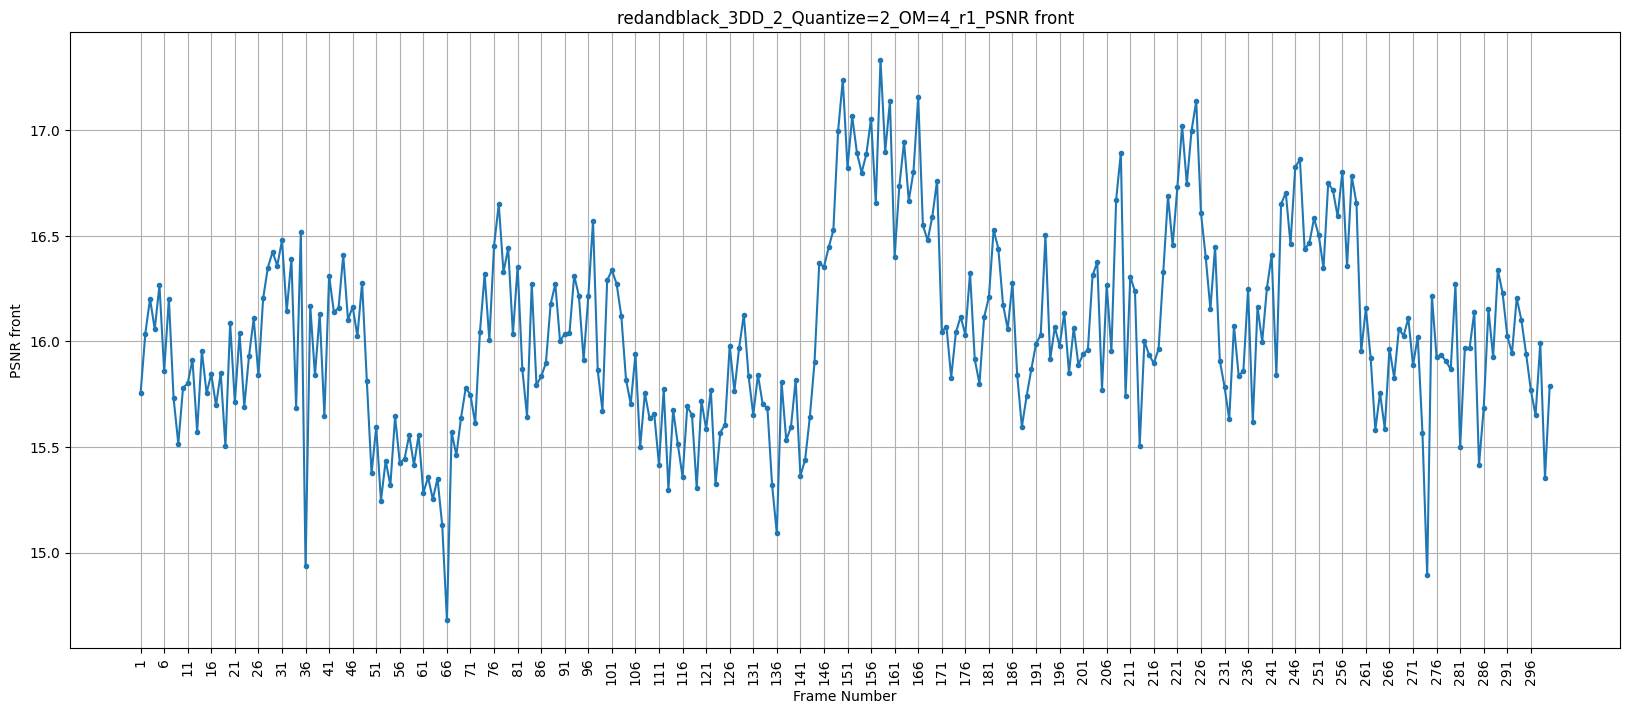 redandblack_3DD_2_Quantize=2_OM=4_r1_PSNR front
PSNR front
17.0
16.5
16.0
15.5
15.0
1 6 11 16 21 26 31 36 41 46 51 56 61 66 71 76 81 86 91 96 101 106 111 116 121 126 131 136 141 146 151 156 161 166 171 176 181 186 191 196 201 206 211 216 221 226 231 236 241 246 251 256 261 266 271 276 281 286 291 296
Frame Number